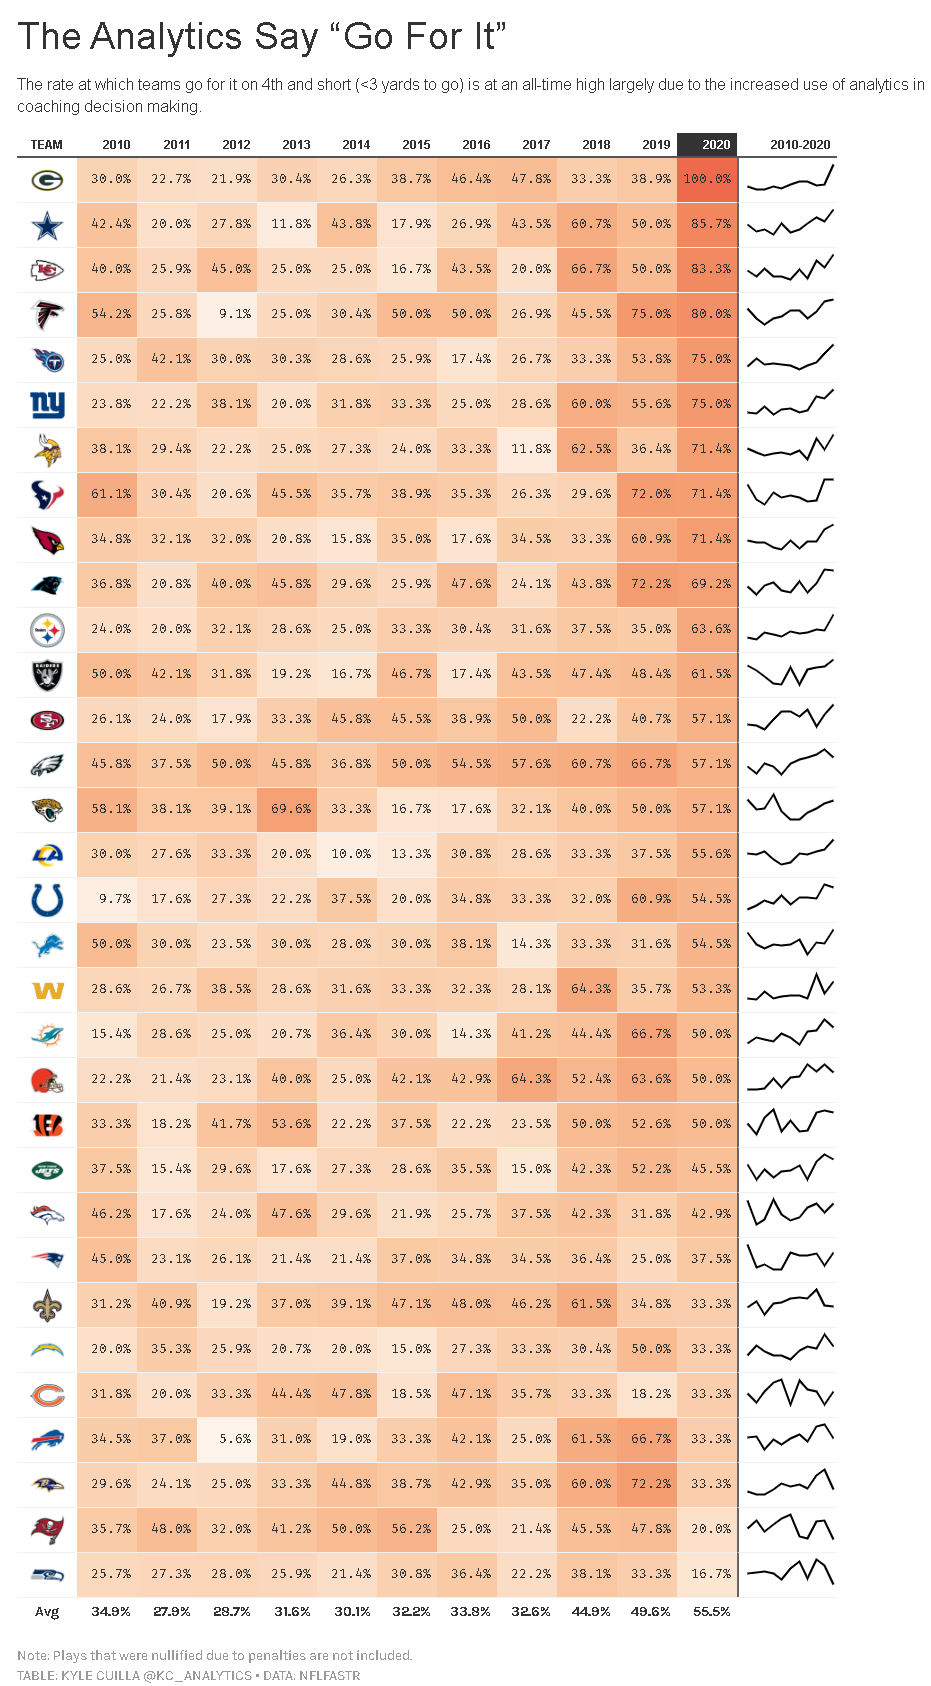 The Analytics Say “Go For It”
The rate at which teams go for it on 4th and short (<3 yards to go) is at an all-time high largely due to the increased use of analytics in
coaching decision making.
TEAM 2010 2011 2012 2013 2014 2015 2016 2017 2018 2019 2020 2010-2020
G 30.0% 22.7% 21.9% 30.4% 26.3% 38.7% 46.4% 47.8% 33.3% 38.9% 100.0%
42.4% 20.0% 27.8% 11.8% 43.8% 17.9% 26.9% 43.5% 60.7% 50.0% 85.7%
KC 40.0% 25.9% 45.0% 25.0% 25.0% 16.7% 43.5% 20.0% 66.7% 50.0% 83.3%
54.2% 25.8% 9.1% 25.0% 30.4% 50.0% 50.0% 26.9% 45.5% 75.0% 80.0%
T 25.0% 42.1% 30.0% 30.3% 28.6% 25.9% 17.4% 26.7% 33.3% 53.8% 75.0%
ny 23.8% 22.2% 38.1% 20.0% 31.8% 33.3% 25.0% 28.6% 60.0% 55.6% 75.0%
38.1% 29.4% 22.2% 25.0% 27.3% 24.0% 33.3% 11.8% 62.5% 36.4% 71.4%
61.1% 30.4% 20.6% 45.5% 35.7% 38.9% 35.3% 26.3% 29.6% 72.0% 71.4%
34.8% 32.1% 32.0% 20.8% 15.8% 35.0% 17.6% 34.5% 33.3% 60.9% 71.4%
36.8% 20.8% 40.0% 45.8% 29.6% 25.9% 47.6% 24.1% 43.8% 72.2% 69.2%
Steelers 24.0% 20.0% 32.1% 28.6% 25.0% 33.3% 30.4% 31.6% 37.5% 35.0% 63.6%
RAIDERS 50.0% 42.1% 31.8% 19.2% 16.7% 46.7% 17.4% 43.5% 47.4% 48.4% 61.5%
SF 26.1% 24.0% 17.9% 33.3% 45.8% 45.5% 38.9% 50.0% 22.2% 40.7% 57.1%
45.8% 37.5% 50.0% 45.8% 36.8% 50.0% 54.5% 57.6% 60.7% 66.7% 57.1%
58.1% 38.1% 39.1% 69.6% 33.3% 16.7% 17.6% 32.1% 40.0% 50.0% 57.1%
LA 30.0% 27.6% 33.3% 20.0% 10.0% 13.3% 30.8% 28.6% 33.3% 37.5% 55.6%
9.7% 17.6% 27.3% 22.2% 37.5% 20.0% 34.8% 33.3% 32.0% 60.9% 54.5%
50.0% 30.0% 23.5% 30.0% 28.0% 30.0% 38.1% 14.3% 33.3% 31.6% 54.5%
W 28.6% 26.7% 38.5% 28.6% 31.6% 33.3% 32.3% 28.1% 64.3% 35.7% 53.3%
15.4% 28.6% 25.0% 20.7% 36.4% 30.0% 14.3% 41.2% 44.4% 66.7% 50.0%
22.2% 21.4% 23.1% 40.0% 25.0% 42.1% 42.9% 64.3% 52.4% 63.6% 50.0%
B 33.3% 18.2% 41.7% 53.6% 22.2% 37.5% 22.2% 23.5% 50.0% 52.6% 50.0%
JETS 37.5% 15.4% 29.6% 17.6% 27.3% 28.6% 35.5% 15.0% 42.3% 52.2% 45.5%
46.2% 17.6% 24.0% 47.6% 29.6% 21.9% 25.7% 37.5% 42.3% 31.8% 42.9%
45.0% 23.1% 26.1% 21.4% 21.4% 37.0% 34.8% 34.5% 36.4% 25.0% 37.5%
31.2% 40.9% 19.2% 37.0% 39.1% 47.1% 48.0% 46.2% 61.5% 34.8% 33.3%
20.0% 35.3% 25.9% 20.7% 20.0% 15.0% 27.3% 33.3% 30.4% 50.0% 33.3%
C 31.8% 20.0% 33.3% 44.4% 47.8% 18.5% 47.1% 35.7% 33.3% 18.2% 33.3%
34.5% 37.0% 5.6% 31.0% 19.0% 33.3% 42.1% 25.0% 61.5% 66.7% 33.3%
29.6% 24.1% 25.0% 33.3% 44.8% 38.7% 42.9% 35.0% 60.0% 72.2% 33.3%
35.7% 48.0% 32.0% 41.2% 50.0% 56.2% 25.0% 21.4% 45.5% 47.8% 20.0%
25.7% 27.3% 28.0% 25.9% 21.4% 30.8% 36.4% 22.2% 38.1% 33.3% 16.7%
Avg 34.9% 27.9% 28.7% 31.6% 30.1% 32.2% 33.8% 32.6% 44.9% 49.6% 55.5%
Note: Plays that were nullified due to penalties are not included.
TABLE: KYLE CUILLA @KC_ANALYTICS • DATA: NFLFASTR